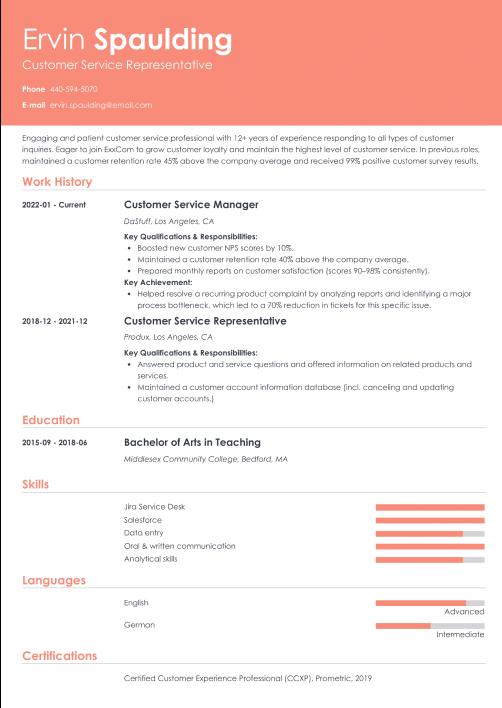 Ervin Spaulding
Customer Service Representative
Phone 440-594-5070
E-mail ervin.spaulding@email.com
Engaging and patient customer service professional with 12+ years of experience responding to all types of customer
inquiries. Eager to join ExxCom to grow customer loyalty and maintain the highest level of customer service. In previous roles,
maintained a customer retention rate 45% above the company average and received 99% positive customer survey results.
Work History
2022-01 - Current
Customer Service Manager
DaStuff, Los Angeles, CA
Key Qualifications & Responsibilities:
• Boosted new customer NPS scores by 10%.
• Maintained a customer retention rate 40% above the company average.
• Prepared monthly reports on customer satisfaction (scores 90–98% consistently).
Key Achievement:
• Helped resolve a recurring product complaint by analyzing reports and identifying a major
process bottleneck, which led to a 70% reduction in tickets for this specific issue.
2018-12 - 2021-12
Customer Service Representative
Produx, Los Angeles, CA
Key Qualifications & Responsibilities:
• Answered product and service questions and offered information on related products and
services.
• Maintained a customer account information database (incl. canceling and updating
customer accounts.)
Education
2015-09 - 2018-06
Bachelor of Arts in Teaching
Middlesex Community College, Bedford, MA
Skills
Jira Service Desk
Salesforce
Data entry
Oral & written communication
Analytical skills
Languages
English
Advanced
German
Intermediate
Certifications
Certified Customer Experience Professional (CCXP), Prometric, 2019